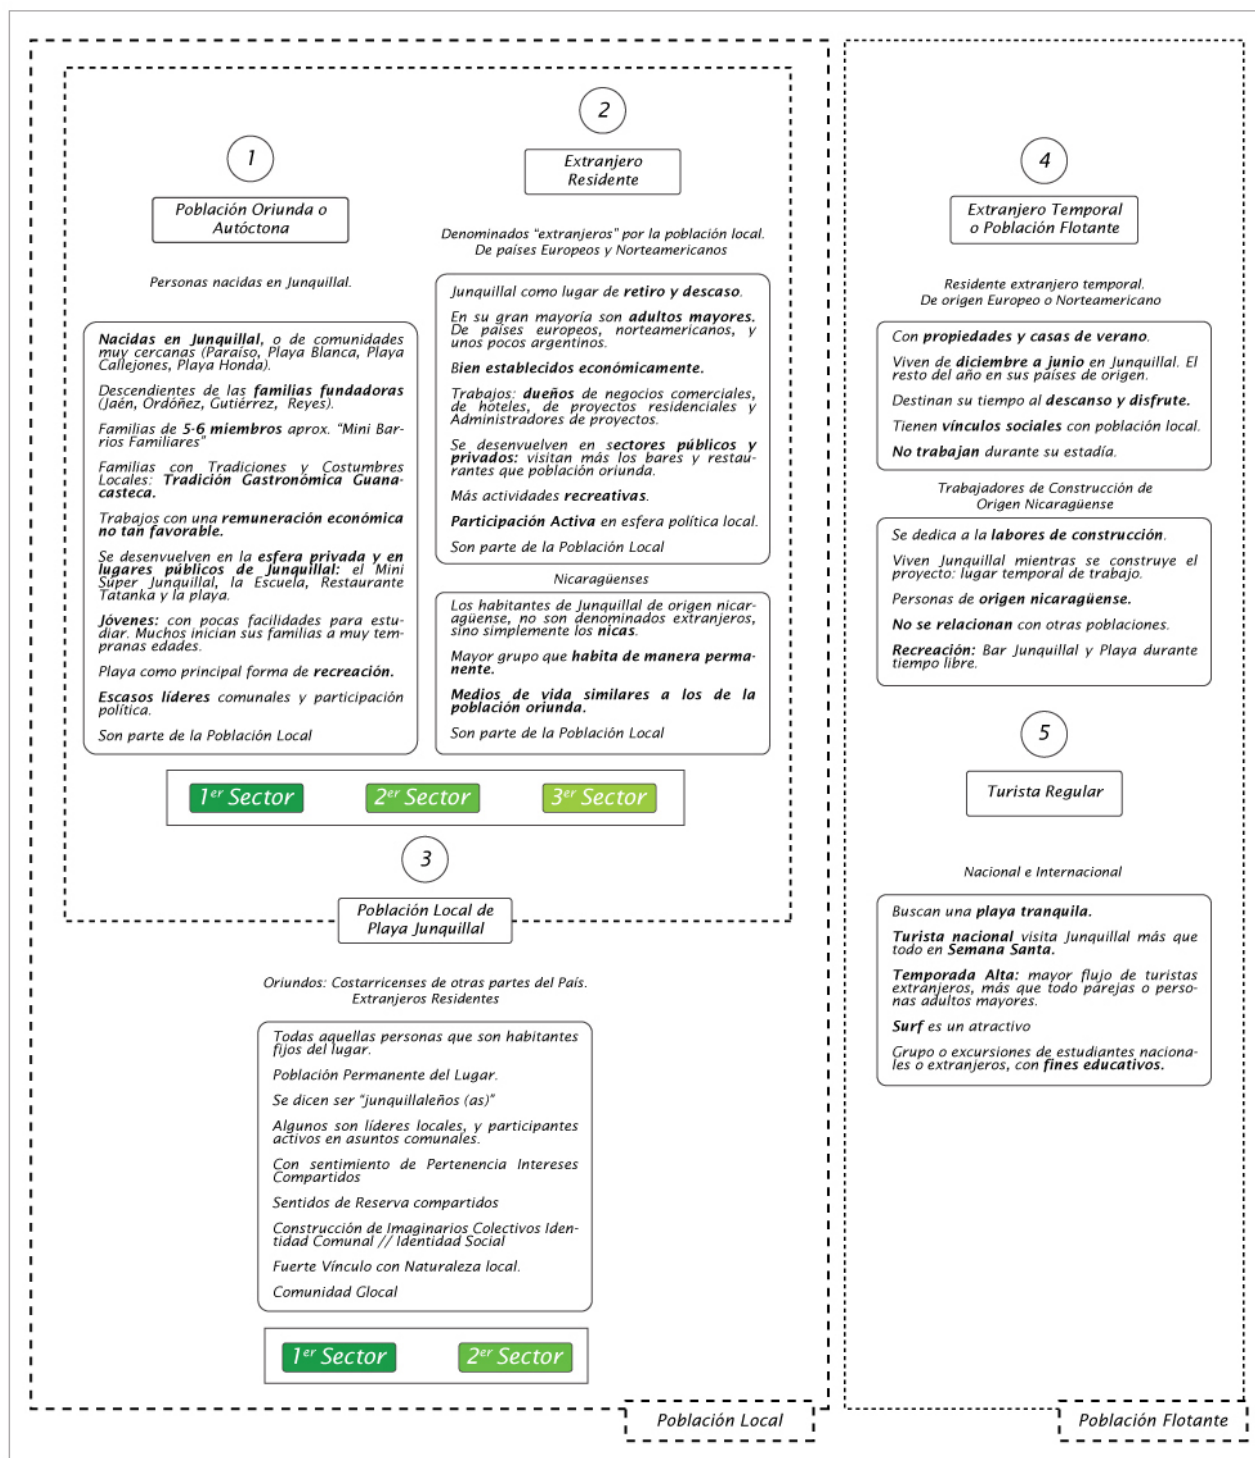 1
Población Oriunda o
Autóctona
Personas nacidas en Junquillal.
Nacidas en Junquillal, o de comunidades
muy cercanas (Paraíso, Playa Blanca, Playa
Callejones, Playa Honda).
Descendientes de las familias fundadoras
(Jaén, Ordóñez, Gutiérrez, Reyes).
Familias de 5-6 miembros aprox. “Mini Bar-
rios Familiares”
Familias con Tradiciones y Costumbres
Locales: Tradición Gastronómica Guana-
casteca.
Trabajos con una remuneración económica
no tan favorable.
Se desenvuelven en la esfera privada y en
lugares públicos de Junquillal: el Mini
Súper Junquillal, la Escuela, Restaurante
Tatanka y la playa.
Jóvenes: con pocas facilidades para estu-
diar. Muchos inician sus familias a muy tem-
pranas edades.
Playa como principal forma de recreación.
Escasos líderes comunales y participación
política.
Son parte de la Población Local
2
Extranjero
Residente
Denominados “extranjeros” por la población local.
De países Europeos y Norteamericanos
Junquillal como lugar de retiro y descaso.
En su gran mayoría son adultos mayores.
De países europeos, norteamericanos, y
unos pocos argentinos.
Bien establecidos económicamente.
Trabajos: dueños de negocios comerciales,
de hóteles, de proyectos residenciales y
Administradores de proyectos.
Se desenvuelven en sectores públicos y
privados: visitan más los bares y restau-
rantes que población oriunda.
Más actividades recreativas.
Participación Activa en esfera política local.
Son parte de la Población Local
Nicaragüenses
Los habitantes de Junquillal de origen nicar-
agüense, no son denominados extranjeros,
sino simplemente los nicas.
Mayor grupo que habita de manera perma-
nente.
Medios de vida similares a los de la
población oriunda.
Son parte de la Población Local
1er Sector
2er Sector
3er Sector
3
Población Local de
Playa Junquillal
Oriundos: Costarricenses de otras partes del País.
Extranjeros Residentes
Todas aquellas personas que son habitantes
fijos del lugar.
Población Permanente del Lugar.
Se dicen ser “junquillaleños (as)”
Algunos son líderes locales, y participantes
activos en asuntos comunales.
Con sentimiento de Pertenencia Intereses
Compartidos
Sentidos de Reserva compartidos
Construcción de Imaginarios Colectivos Iden-
tidad Comunal // Identidad Social
Fuerte Vínculo con Naturaleza local.
Comunidad Glocal
1er Sector
2er Sector
Población Local
4
Extranjero Temporal
o Población Flotante
Residente extranjero temporal.
De origen Europeo o Norteamericano
Con propiedades y casas de verano.
Viven de diciembre a junio en Junquillal. El
resto del año en sus países de origen.
Destinan su tiempo al descanso y disfrute.
Tienen vínculos sociales con población local.
No trabajan durante su estadía.
Trabajadores de Construcción de
Origen Nicaragüense
Se dedica a la labores de construcción.
Viven Junquillal mientras se construye el
proyecto: lugar temporal de trabajo.
Personas de origen nicaragüense.
No se relacionan con otras poblaciones.
Recreación: Bar Junquillal y Playa durante
tiempo libre.
5
Turista Regular
Nacional e Internacional
Buscan una playa tranquila.
Turista nacional visita Junquillal más que
todo en Semana Santa.
Temporada Alta: mayor flujo de turistas
extranjeros, más que todo parejas o perso
nas adultos mayores.
Surf es un atractivo
Grupo o excursiones de estudiantes naciona-
les o extranjeros, con fines educativos.
Población Flotante